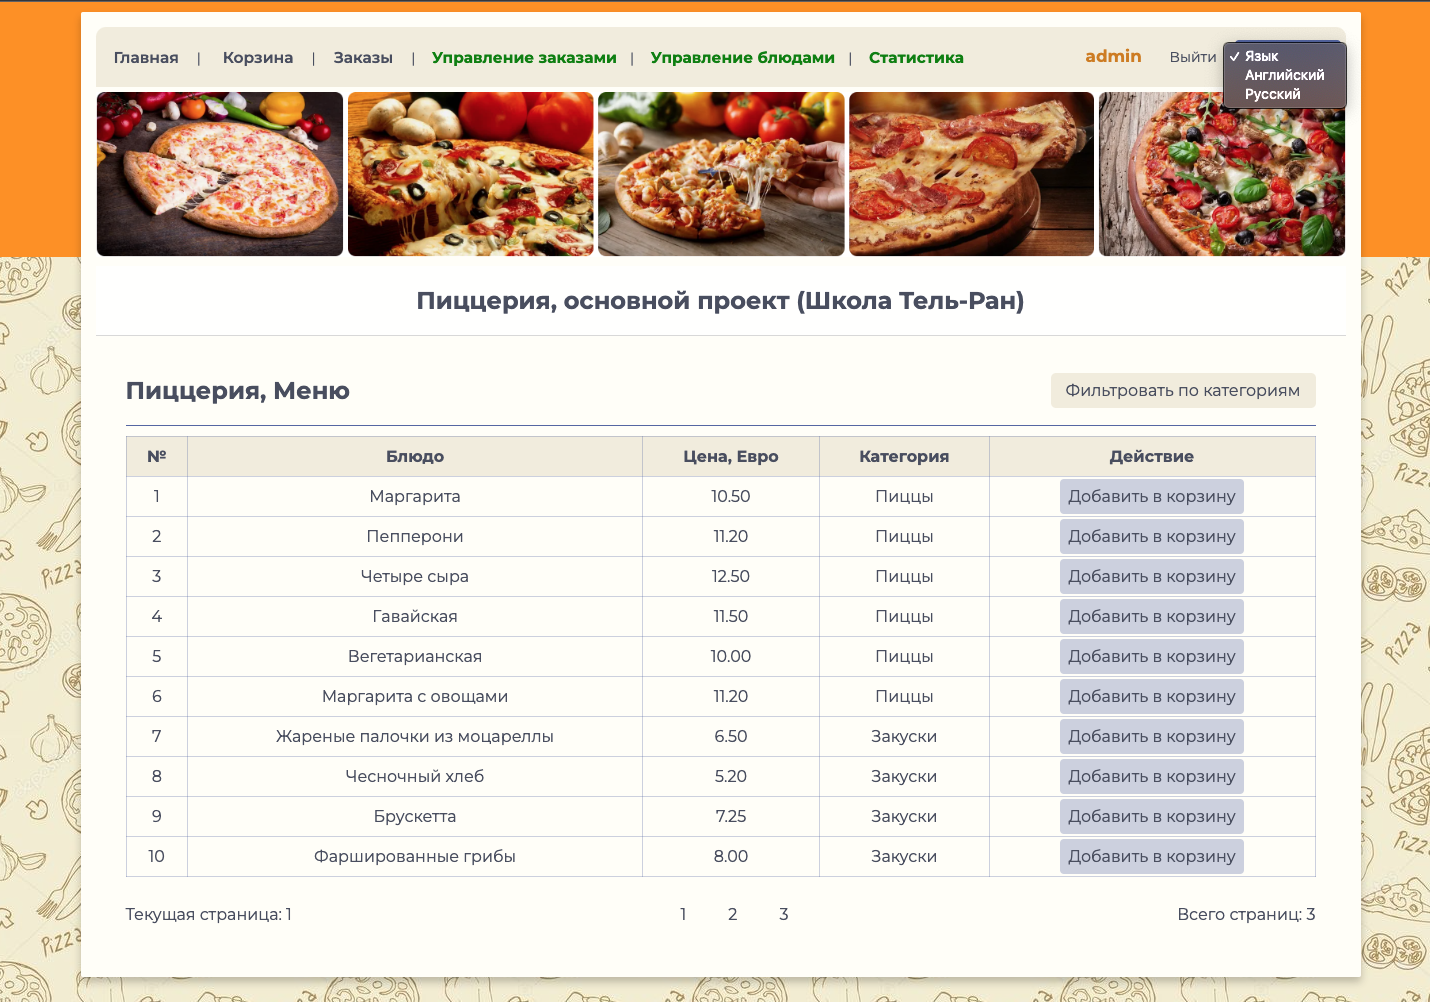 Главная | Корзина | Заказы | Управление заказами | Управление блюдами | Статистика admin Выйти
✓ Язык
Английский
Русский
Пиццерия, основной проект (Школа Тель-Ран)
Пиццерия, Меню
Фильтровать по категориям
№ Блюдо Цена, Евро Категория Действие
1 Маргарита 10.50 Пиццы Добавить в корзину
2 Пепперони 11.20 Пиццы Добавить в корзину
3 Четыре сыра 12.50 Пиццы Добавить в корзину
4 Гавайская 11.50 Пиццы Добавить в корзину
5 Вегетарианская 10.00 Пиццы Добавить в корзину
6 Маргарита с овощами 11.20 Пиццы Добавить в корзину
7 Жареные палочки из моцареллы 6.50 Закуски Добавить в корзину
8 Чесночный хлеб 5.20 Закуски Добавить в корзину
9 Брускетта 7.25 Закуски Добавить в корзину
10 Фаршированные грибы 8.00 Закуски Добавить в корзину
Текущая страница: 1 1 2 3 Всего страниц: 3
Pizza
Pizza
Pizza
Pizza
Pizza
Pizza